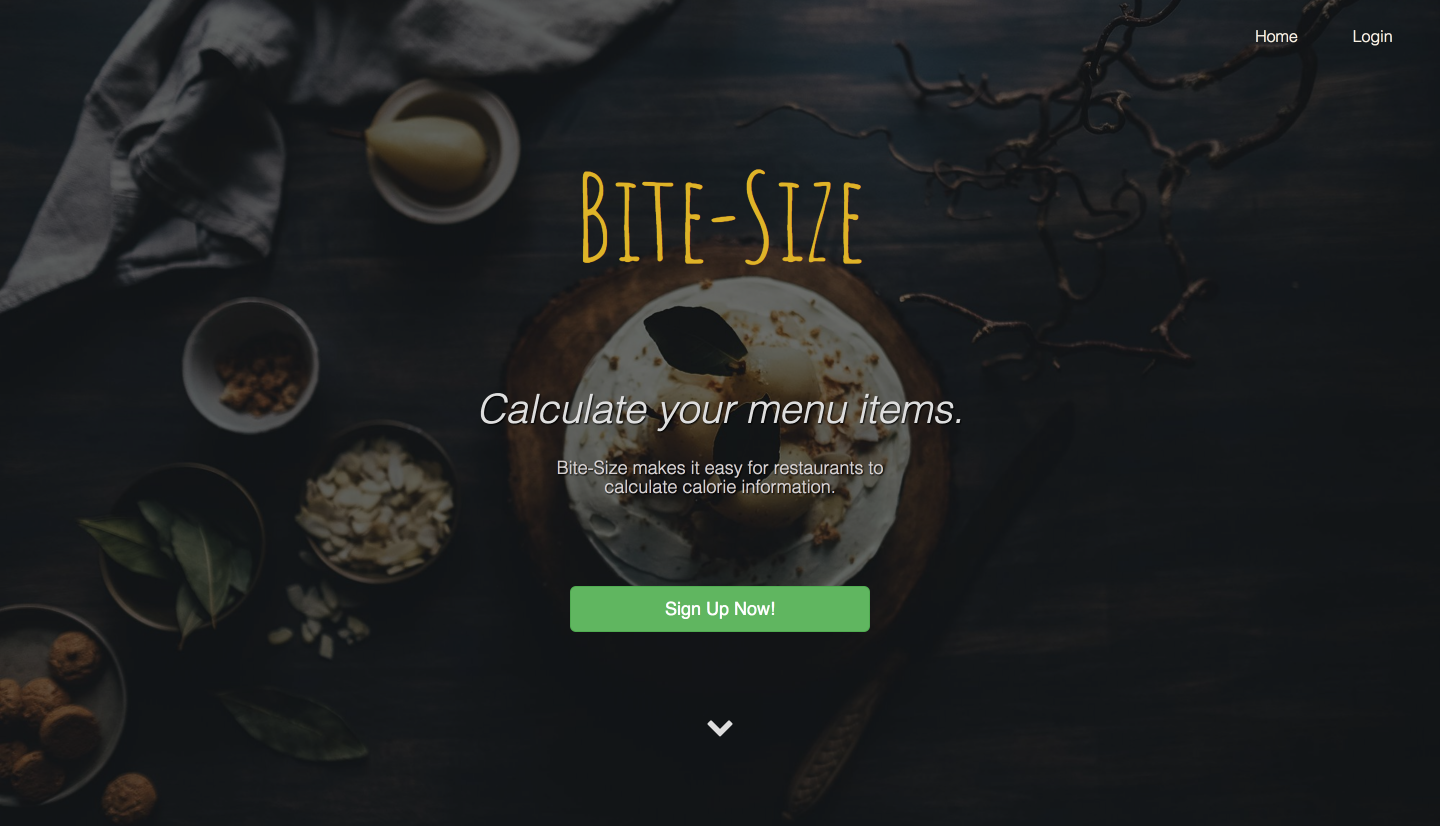 Home Login
Bite-Size
Calculate your menu items.
Bite-Size makes it easy for restaurants to
calculate calorie information.
Sign Up Now!